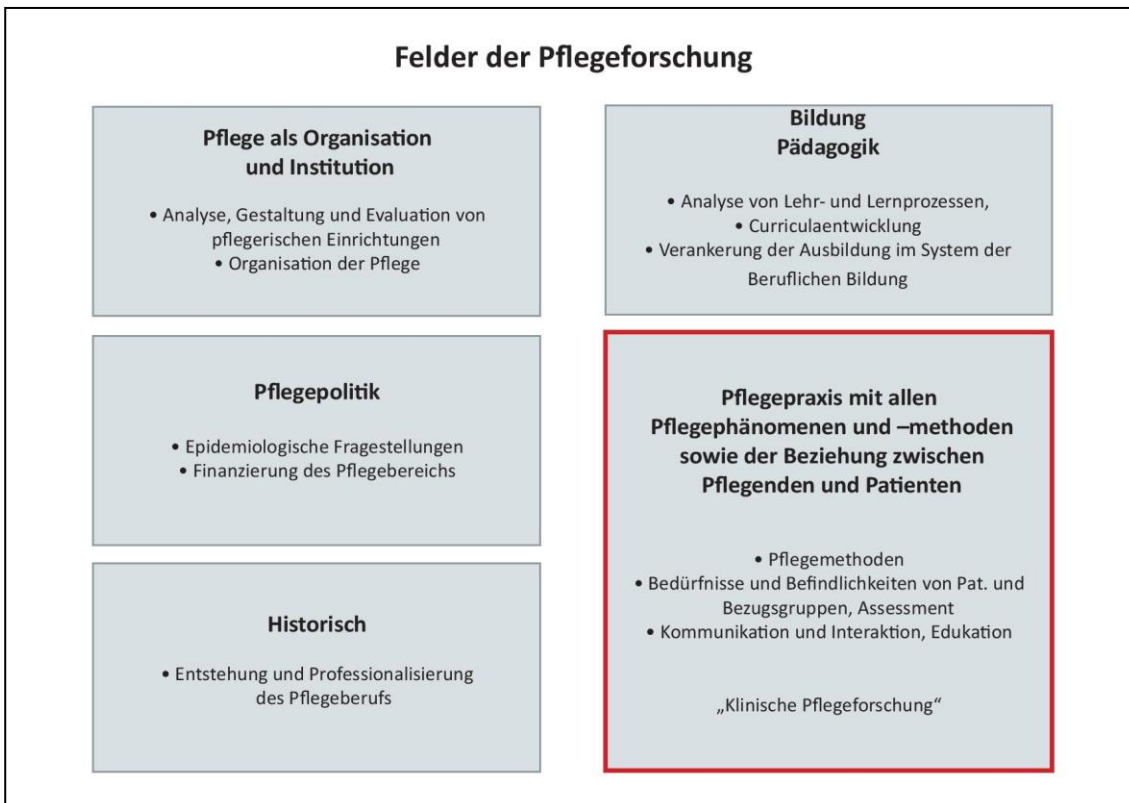 Felder der Pflegeforschung
Pflege als Organisation
und Institution
• Analyse, Gestaltung und Evaluation von
pflegerischen Einrichtungen
• Organisation der Pflege
Pflegepolitik
• Epidemiologische Fragestellungen
• Finanzierung des Pflegebereichs
Historisch
• Entstehung und Professionalisierung
des Pflegeberufs
Bildung
Pädagogik
• Analyse von Lehr- und Lernprozessen,
• Curriculaentwicklung
• Verankerung der Ausbildung im System der
Beruflichen Bildung
Pflegepraxis mit allen
Pflegephänomenen und –methoden
sowie der Beziehung zwischen
Pflegenden und Patienten
• Pflegemethoden
• Bedürfnisse und Befindlichkeiten von Pat. und
Bezugsgruppen, Assessment
• Kommunikation und Interaktion, Edukation
„Klinische Pflegeforschung“